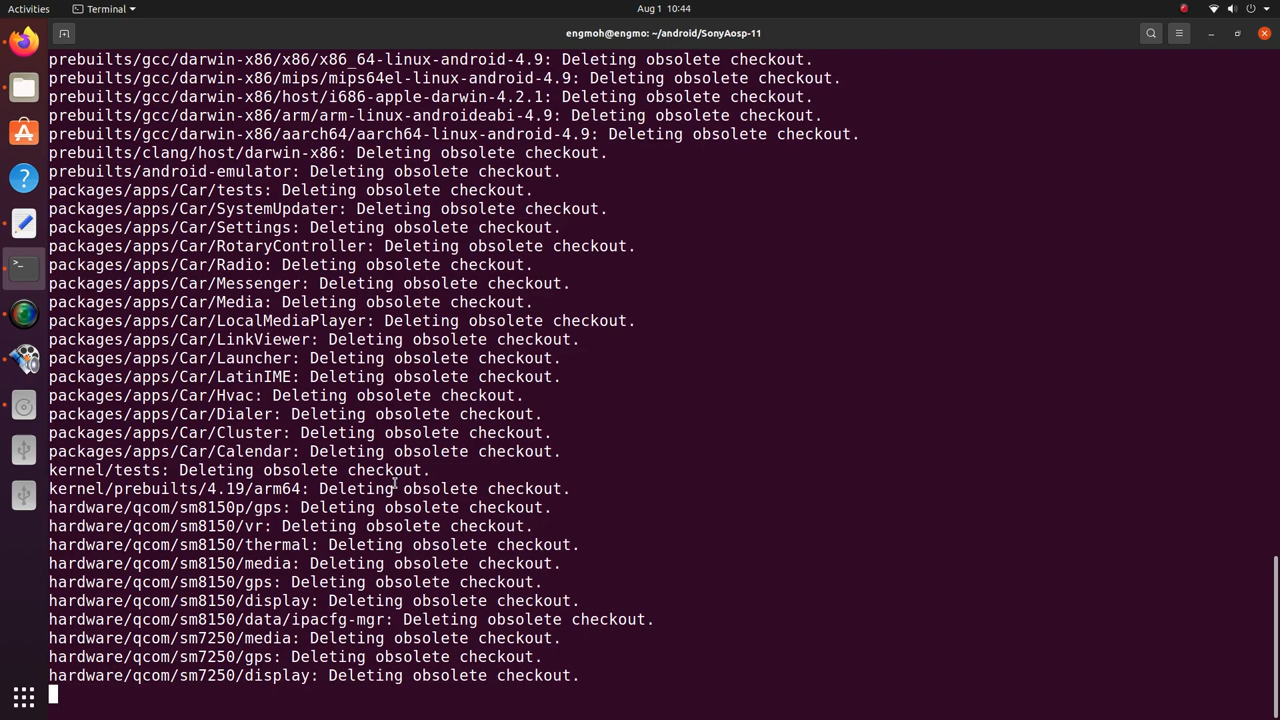 Activities
Terminal
Aug 1 10:44
engmoh@engmo: ~/android/SonyAosp-11
prebuilts/gcc/darwin-x86/x86/x86_64-linux-android-4.9: Deleting obsolete checkout.
prebuilts/gcc/darwin-x86/mips/mips64el-linux-android-4.9: Deleting obsolete checkout.
prebuilts/gcc/darwin-x86/host/i686-apple-darwin-4.2.1: Deleting obsolete checkout.
prebuilts/gcc/darwin-x86/arm/arm-linux-androideabi-4.9: Deleting obsolete checkout.
prebuilts/gcc/darwin-x86/aarch64/aarch64-linux-android-4.9: Deleting obsolete checkout.
prebuilts/clang/host/darwin-x86: Deleting obsolete checkout.
prebuilts/android-emulator: Deleting obsolete checkout.
packages/apps/Car/tests: Deleting obsolete checkout.
packages/apps/Car/SystemUpdater: Deleting obsolete checkout.
packages/apps/Car/Settings: Deleting obsolete checkout.
packages/apps/Car/RotaryController: Deleting obsolete checkout.
packages/apps/Car/Radio: Deleting obsolete checkout.
packages/apps/Car/Messenger: Deleting obsolete checkout.
packages/apps/Car/Media: Deleting obsolete checkout.
packages/apps/Car/LocalMediaPlayer: Deleting obsolete checkout.
packages/apps/Car/LinkViewer: Deleting obsolete checkout.
packages/apps/Car/Launcher: Deleting obsolete checkout.
packages/apps/Car/LatinIME: Deleting obsolete checkout.
packages/apps/Car/Hvac: Deleting obsolete checkout.
packages/apps/Car/Dialer: Deleting obsolete checkout.
packages/apps/Car/Cluster: Deleting obsolete checkout.
packages/apps/Car/Calendar: Deleting obsolete checkout.
kernel/tests: Deleting obsolete checkout.
kernel/prebuilts/4.19/arm64: Deleting obsolete checkout.
hardware/qcom/sm8150p/gps: Deleting obsolete checkout.
hardware/qcom/sm8150/vr: Deleting obsolete checkout.
hardware/qcom/sm8150/thermal: Deleting obsolete checkout.
hardware/qcom/sm8150/media: Deleting obsolete checkout.
hardware/qcom/sm8150/gps: Deleting obsolete checkout.
hardware/qcom/sm8150/display: Deleting obsolete checkout.
hardware/qcom/sm8150/data/ipacfg-mgr: Deleting obsolete checkout.
hardware/qcom/sm7250/media: Deleting obsolete checkout.
hardware/qcom/sm7250/gps: Deleting obsolete checkout.
hardware/qcom/sm7250/display: Deleting obsolete checkout.